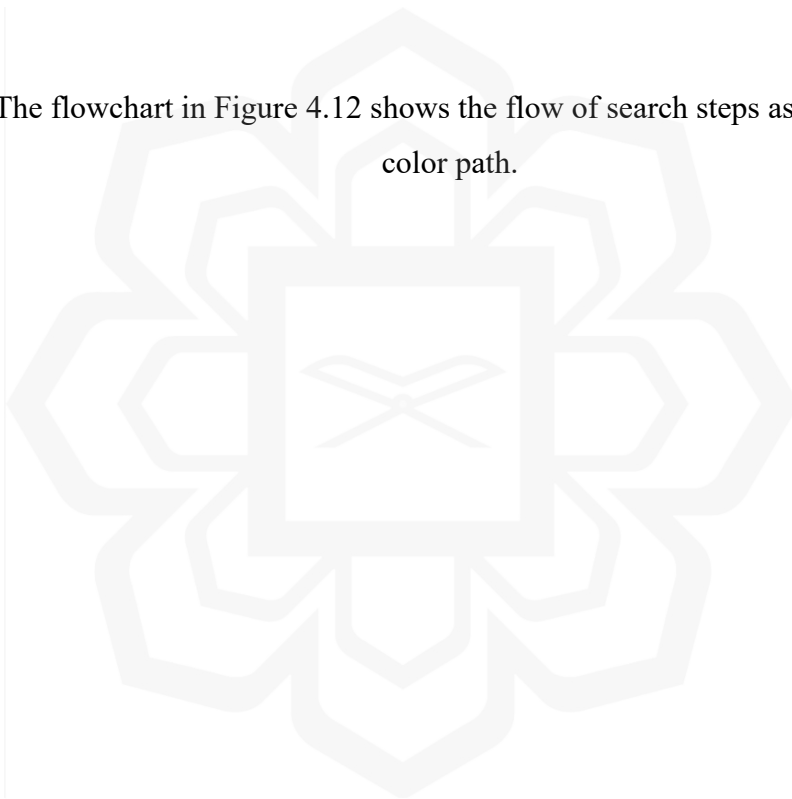 The flowchart in Figure 4.12 shows the flow of search steps as
color path.